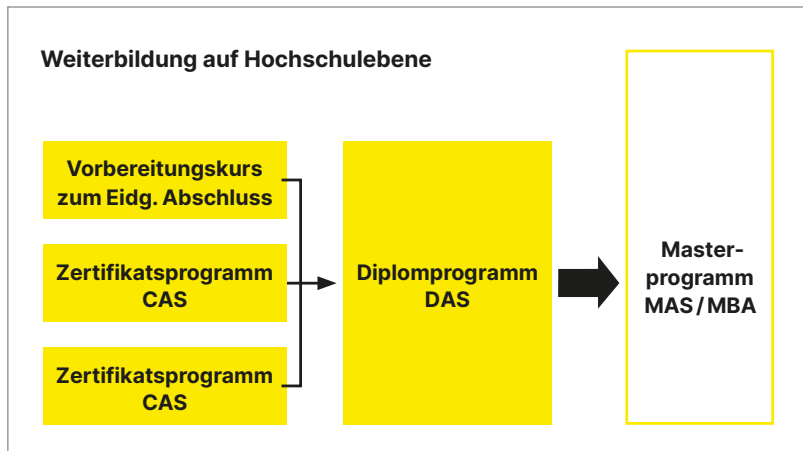 Weiterbildung auf Hochschulebene
Vorbereitungskurs
zum Eidg. Abschluss
Zertifikatsprogramm
CAS
Zertifikatsprogramm
CAS
Diplomprogramm
DAS
Master-
programm
MAS / MBA